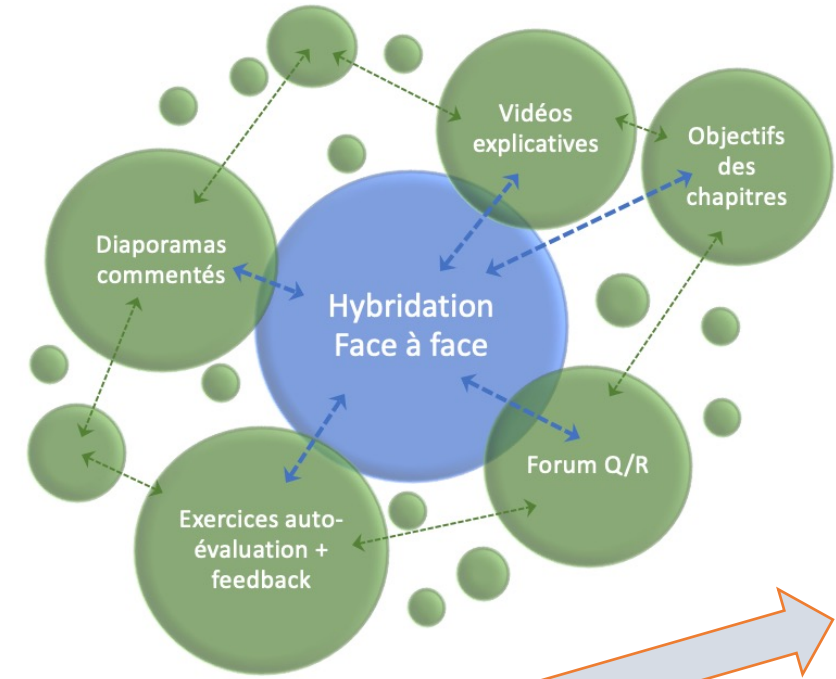 Vidéos
explicatives
Objectifs
des
chapitres
Diaporamas
commentés
Hybridation
Face à face
Forum Q/R
Exercices auto-
évaluation +
feedback